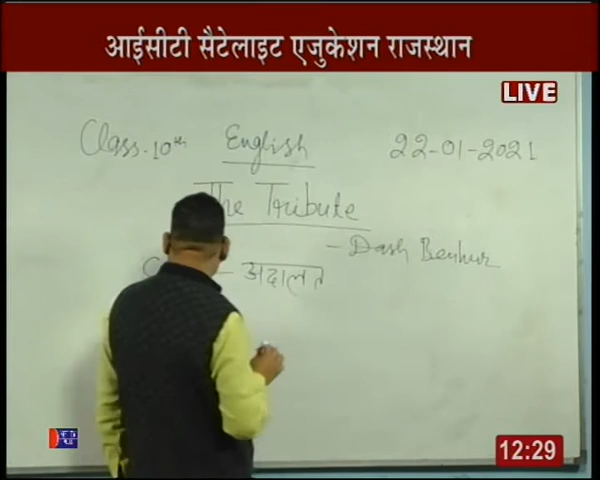 आईसीटी सैटेलाइट एजुकेशन राजस्थान
LIVE
Class-10th English 22-01-2021
The Tribute
- Dash Benhur
- अदालत
12:29